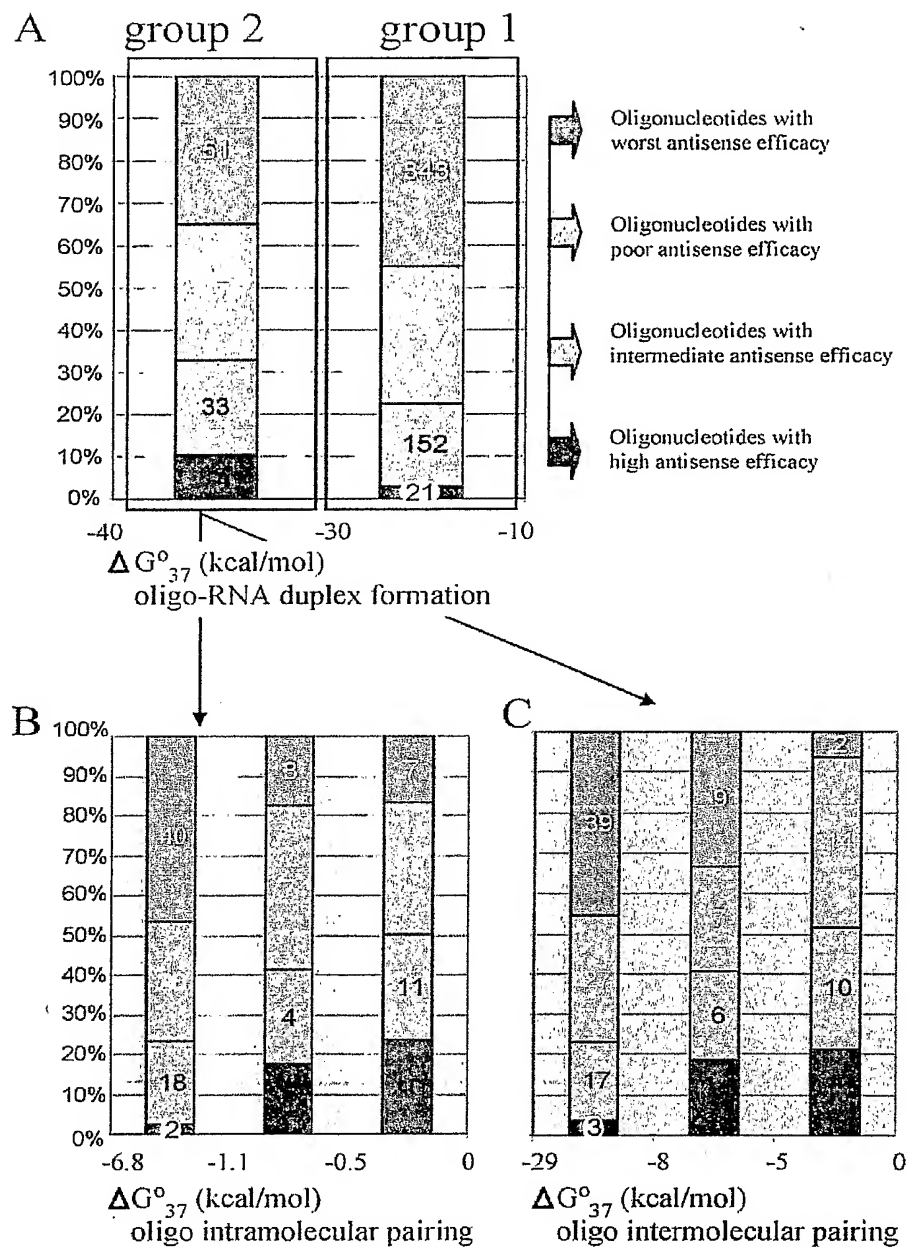 A
group 2
group 1
100%
90%
80%
70%
60%
50%
40%
30%
20%
10%
0%
33
152
21
-40
-30
-10
Oligonucleotides with
worst antisense efficacy
Oligonucleotides with
poor antisense efficacy
Oligonucleotides with
intermediate antisense efficacy
Oligonucleotides with
high antisense efficacy
ΔG°37 (kcal/mol)
oligo-RNA duplex formation
B
100%
90%
80%
70%
60%
50%
40%
30%
20%
10%
0%
40
18
2
8
4
7
11
-6.8
-1.1
-0.5
0
ΔG°37 (kcal/mol)
oligo intramolecular pairing
C
39
17
3
9
6
2
10
-29
-8
-5
0
ΔG°37 (kcal/mol)
oligo intermolecular pairing